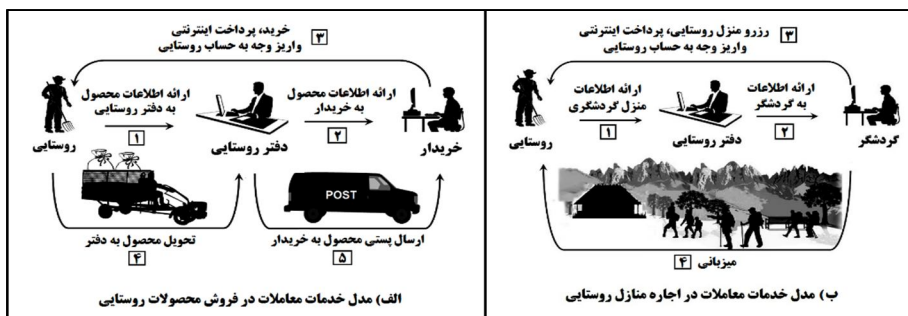 خرید، پرداخت اینترنتی
واریز وجه به حساب روستایی
۳
ارائه اطلاعات محصول
به دفتر روستایی
۱
ارائه اطلاعات محصول
به خریدار
۲
روستایی
دفتر روستایی
خریدار
POST
تحویل محصول به دفتر
۴
ارسال پستی محصول به خریدار
۵
الف) مدل خدمات معاملات در فروش محصولات روستایی
رزرو منزل روستایی، پرداخت اینترنتی
واریز وجه به حساب روستایی
۳
ارائه اطلاعات
منزل گردشگری
۱
ارائه اطلاعات
به گردشگر
۲
روستایی
دفتر روستایی
گردشگر
میزبانی
۴
ب) مدل خدمات معاملات در اجاره منازل روستایی